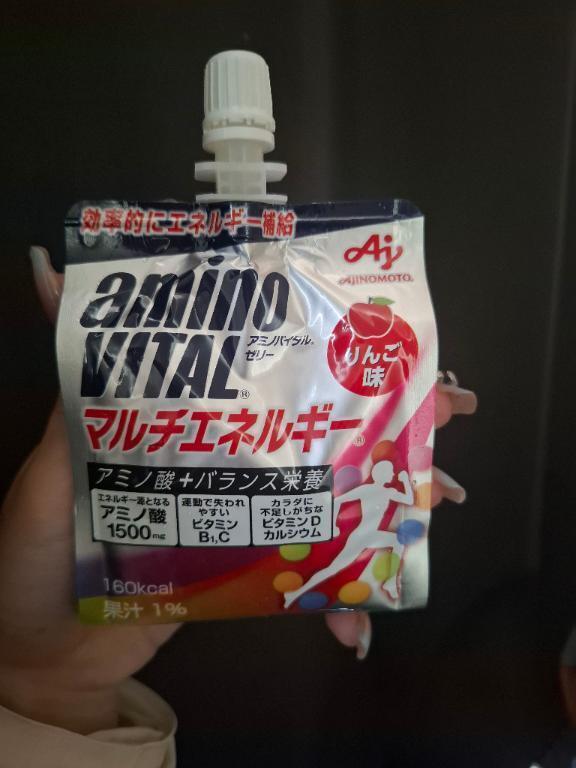 効率的にエネルギー補給
AJINOMOTO®
amino
VITAL®
アミノバイタル®
ゼリー
りんご
味
マルチエネルギー®
アミノ酸+バランス栄養
エネルギー源となる
アミノ酸
1500mg
運動で失われ
やすい
ビタミン
B1,C
カラダに
不足しがちな
ビタミンD
カルシウム
160kcal
果汁 1%